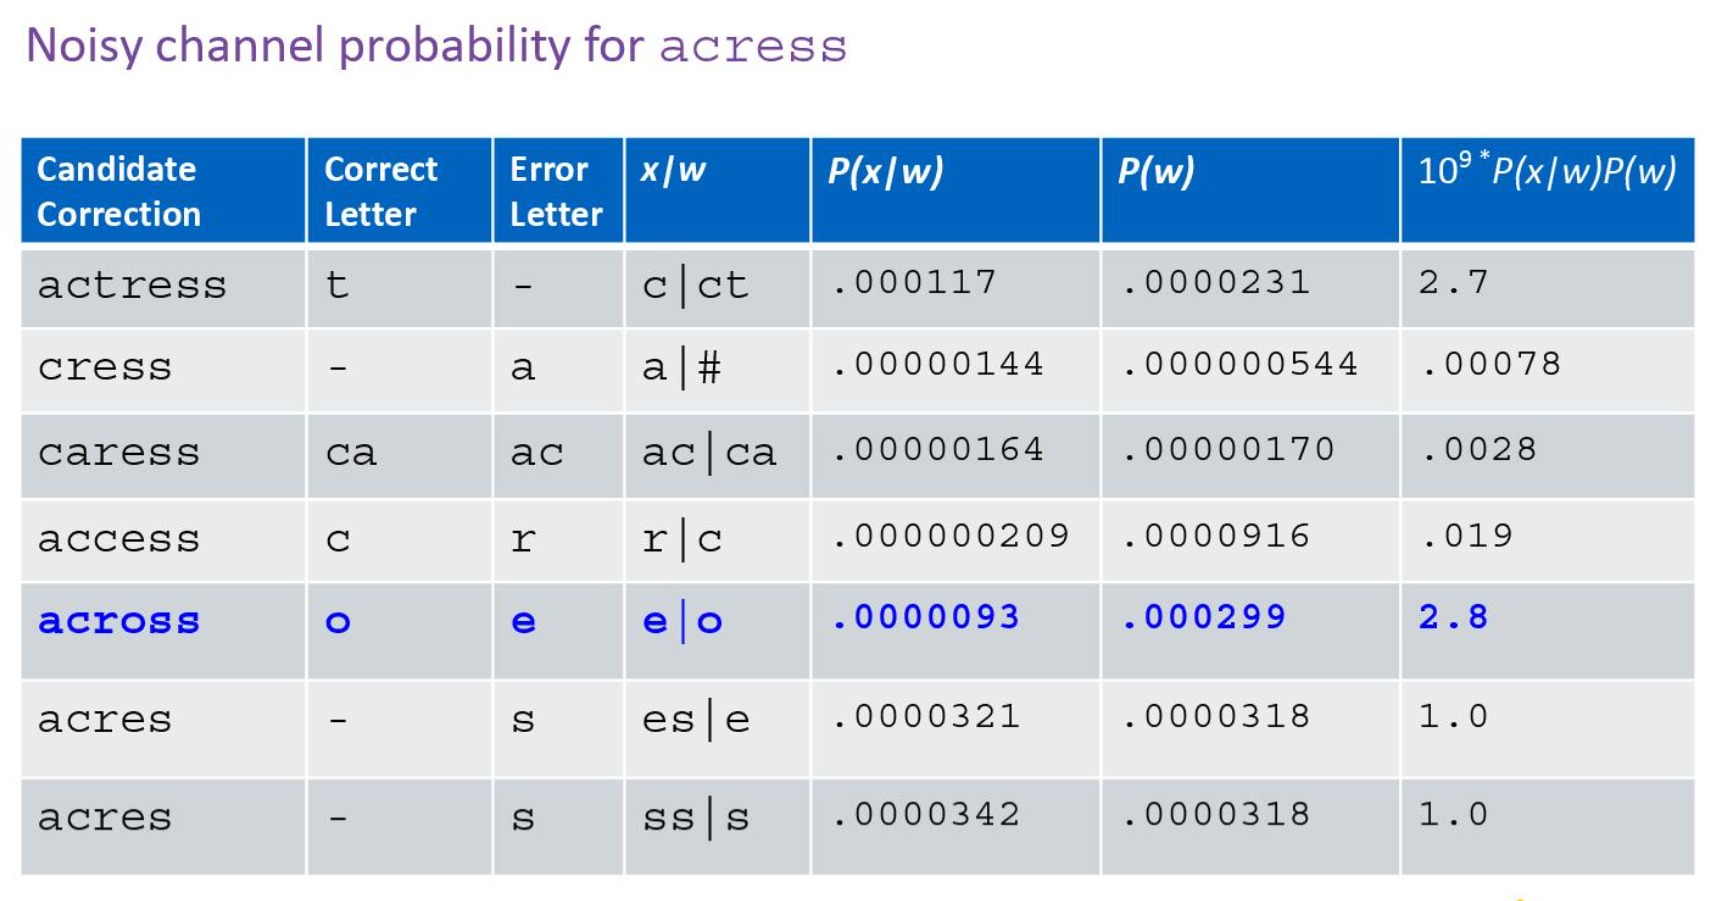 Noisy channel probability for acress
Candidate Correction | Correct Letter | Error Letter | x|w | P(x|w) | P(w) | 10⁹ *P(x|w)P(w)
actress | t | - | c|ct | .000117 | .0000231 | 2.7
cress | - | a | a|# | .00000144 | .000000544 | .00078
caress | ca | ac | ac|ca | .00000164 | .00000170 | .0028
access | c | r | r|c | .000000209 | .0000916 | .019
across | o | e | e|o | .0000093 | .000299 | 2.8
acres | - | s | es|e | .0000321 | .0000318 | 1.0
acres | - | s | ss|s | .0000342 | .0000318 | 1.0